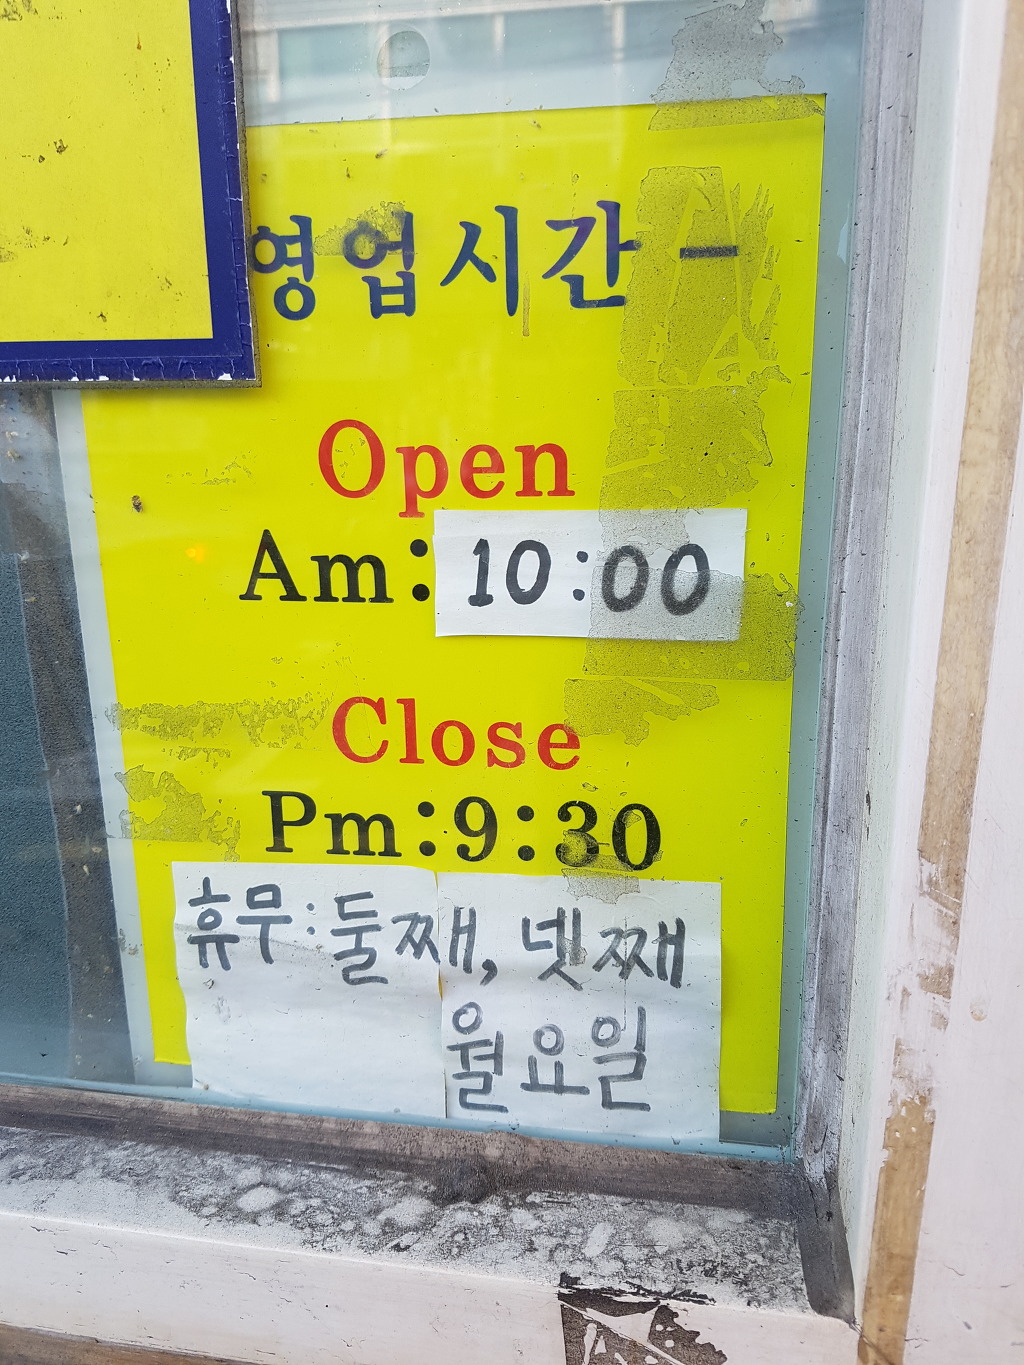 영업시간 -
Open
Am:10:00
Close
Pm:9:30
휴무:둘째, 넷째
월요일